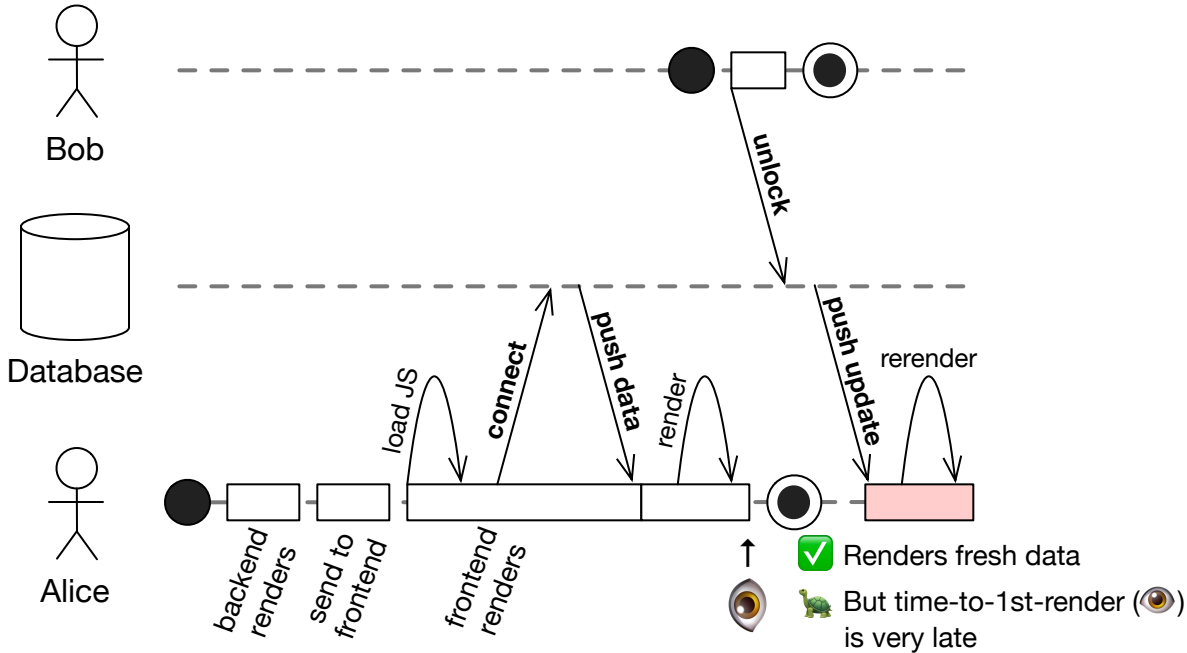 Bob
unlock
Database
load JS
connect
push data
render
push update
rerender
Alice
backend
renders
send to
frontend
frontend
renders
↑
✅ Renders fresh data
🐢 But time-to-1st-render (👁)
is very late